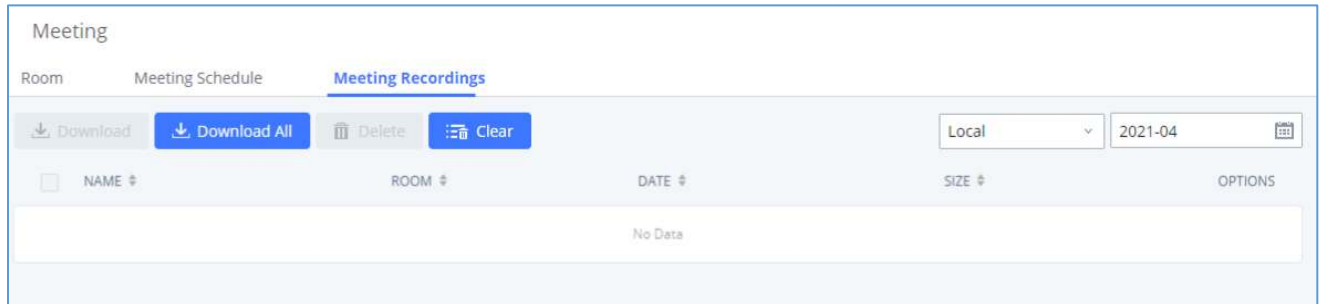 Meeting
Room Meeting Schedule Meeting Recordings
Download Download All Delete Clear Local 2021-04
NAME ROOM DATE SIZE OPTIONS
No Data